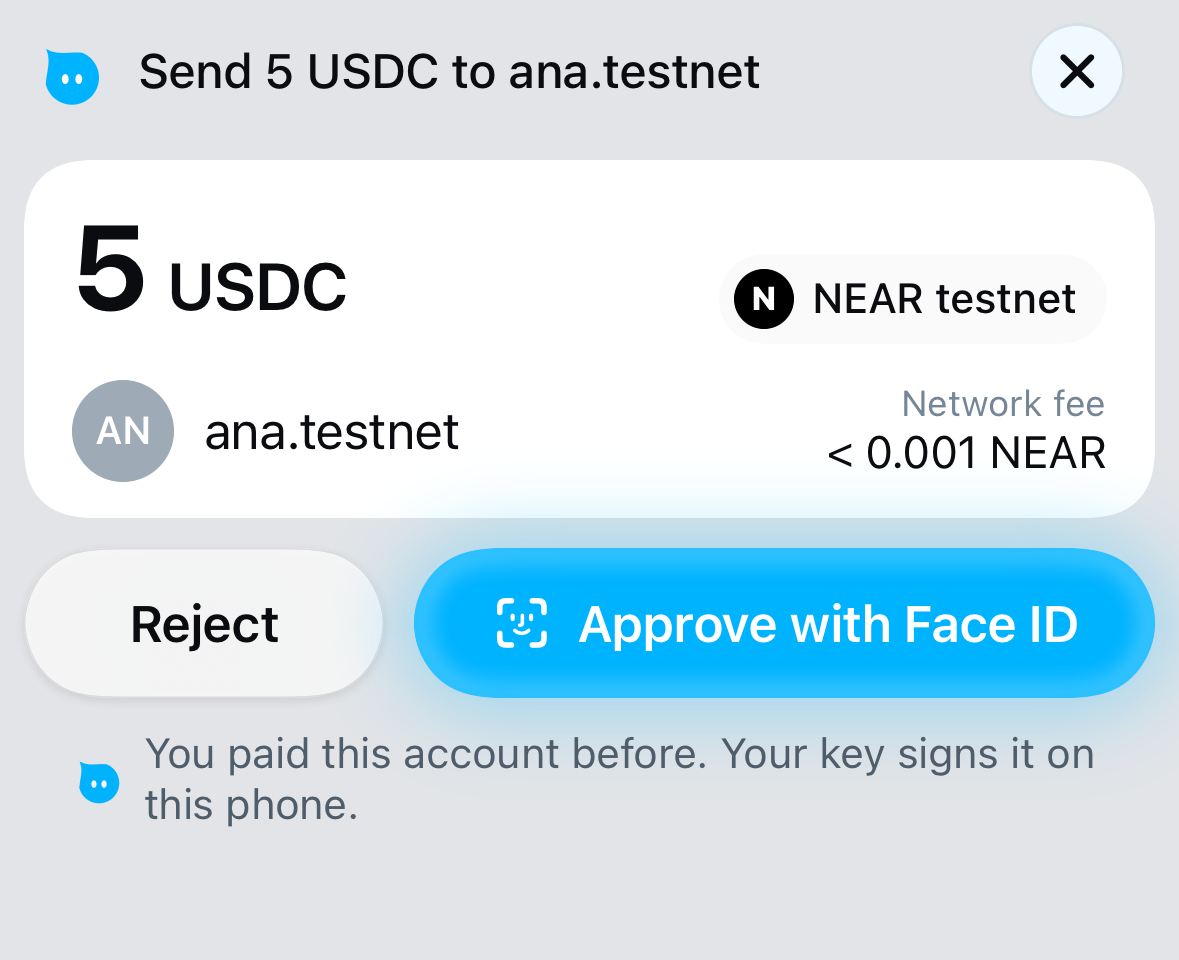 Send 5 USDC to ana.testnet
5 USDC
N NEAR testnet
AN ana.testnet
Network fee
< 0.001 NEAR
Reject
Approve with Face ID
You paid this account before. Your key signs it on
this phone.